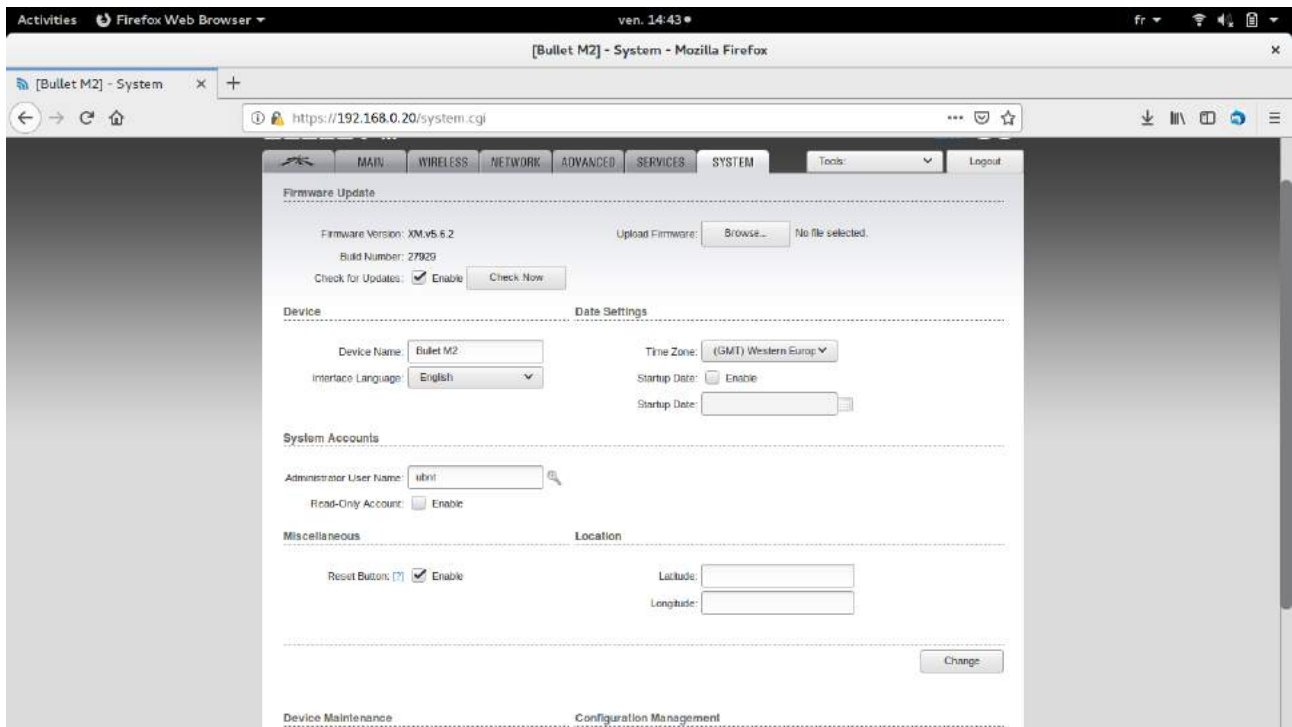 Activities Firefox Web Browser ven. 14:43 fr
[Bullet M2] - System - Mozilla Firefox
[Bullet M2] - System
https://192.168.0.20/system.cgi
MAIN WIRELESS NETWORK ADVANCED SERVICES SYSTEM Tools: Logout
Firmware Update
Firmware Version: XM.v5.6.2 Upload Firmware: Browse... No file selected.
Build Number: 27929
Check for Updates: Enable Check Now
Device Date Settings
Device Name: Bullet M2 Time Zone: (GMT) Western Europ
Interface Language: English Startup Date: Enable
Startup Date:
System Accounts
Administrator User Name: ubnt
Read-Only Account: Enable
Miscellaneous Location
Reset Button: [?] Enable Latitude:
Longitude:
Change
Device Maintenance Configuration Management